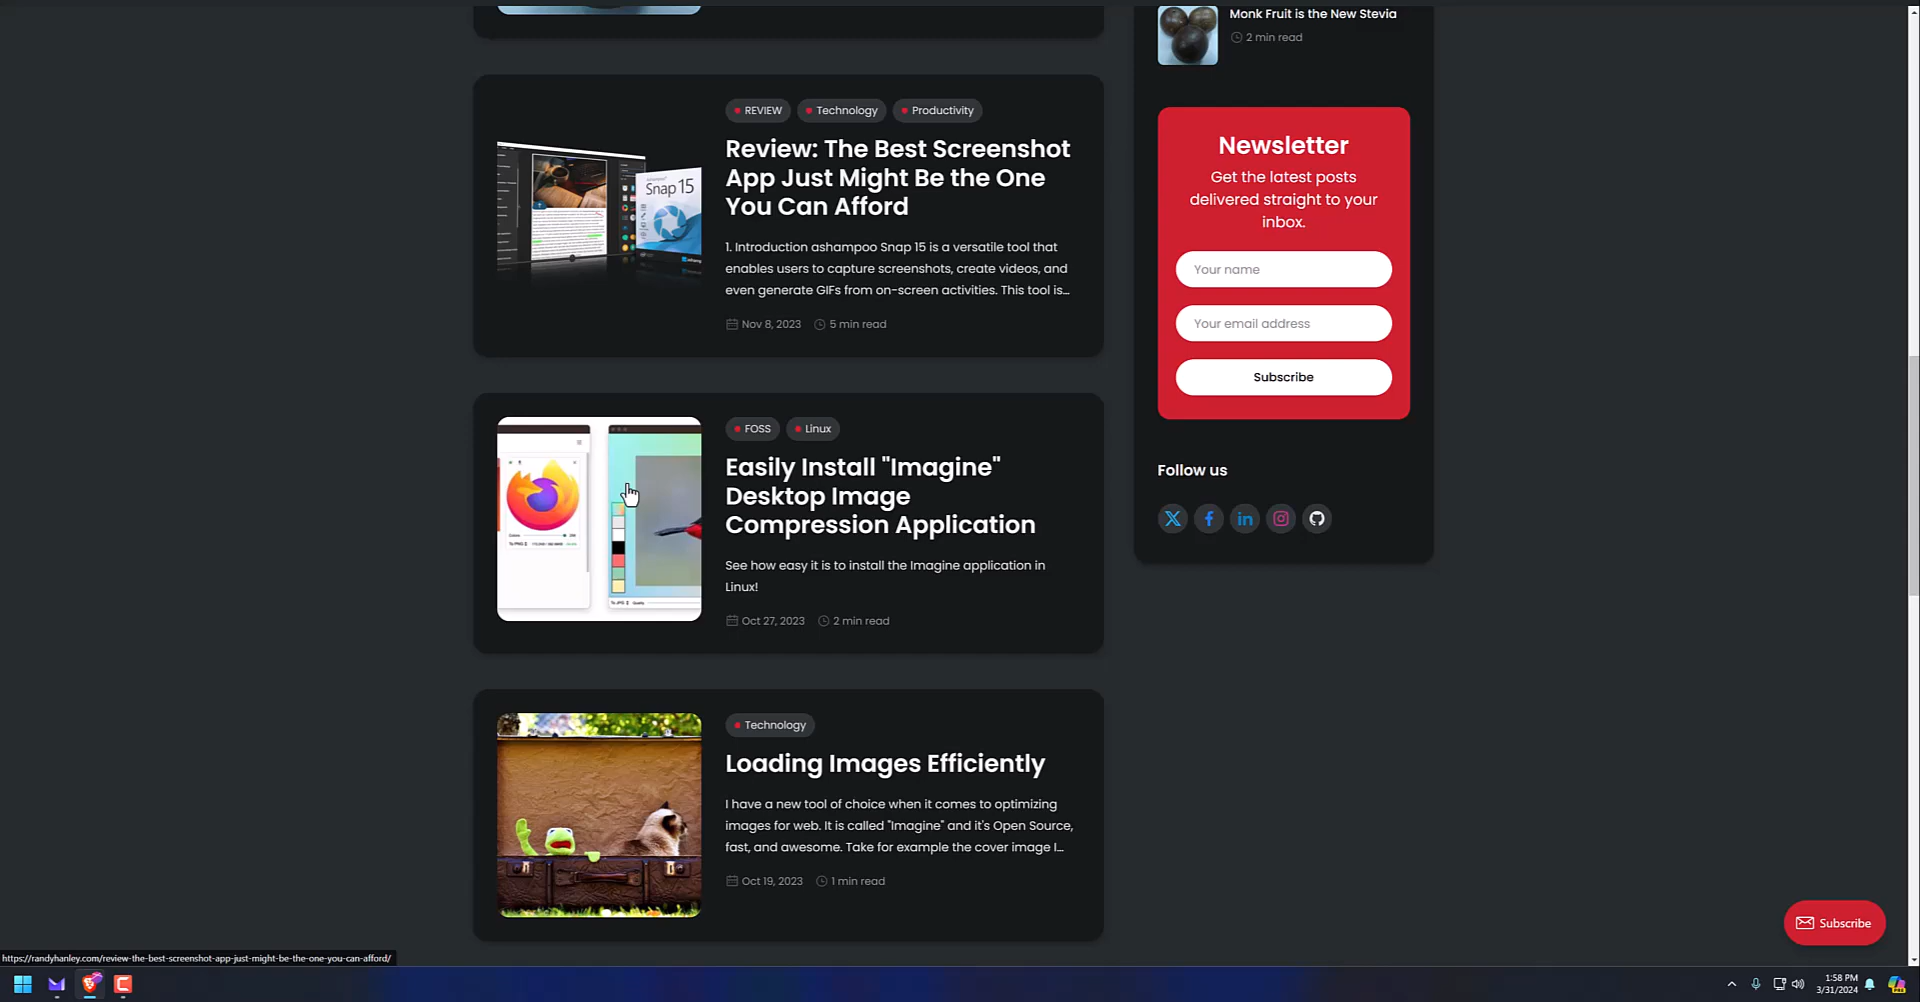 Monk Fruit is the New Stevia
2 min read
REVIEW
Technology
Productivity
Review: The Best Screenshot
App Just Might Be the One
You Can Afford
1. Introduction ashampoo Snap 15 is a versatile tool that
enables users to capture screenshots, create videos, and
even generate GIFs from on-screen activities. This tool is...
Nov 8, 2023
5 min read
Snap 15
FOSS
Linux
Easily Install "Imagine"
Desktop Image
Compression Application
See how easy it is to install the Imagine application in
Linux!
Oct 27, 2023
2 min read
Technology
Loading Images Efficiently
I have a new tool of choice when it comes to optimizing
images for web. It is called "Imagine" and it's Open Source,
fast, and awesome. Take for example the cover image I...
Oct 19, 2023
1 min read
Newsletter
Get the latest posts
delivered straight to your
inbox.
Your name
Your email address
Subscribe
Follow us
Subscribe
https://randyhanley.com/review-the-best-screenshot-app-just-might-be-the-one-you-can-afford/
1:58 PM
3/31/2024